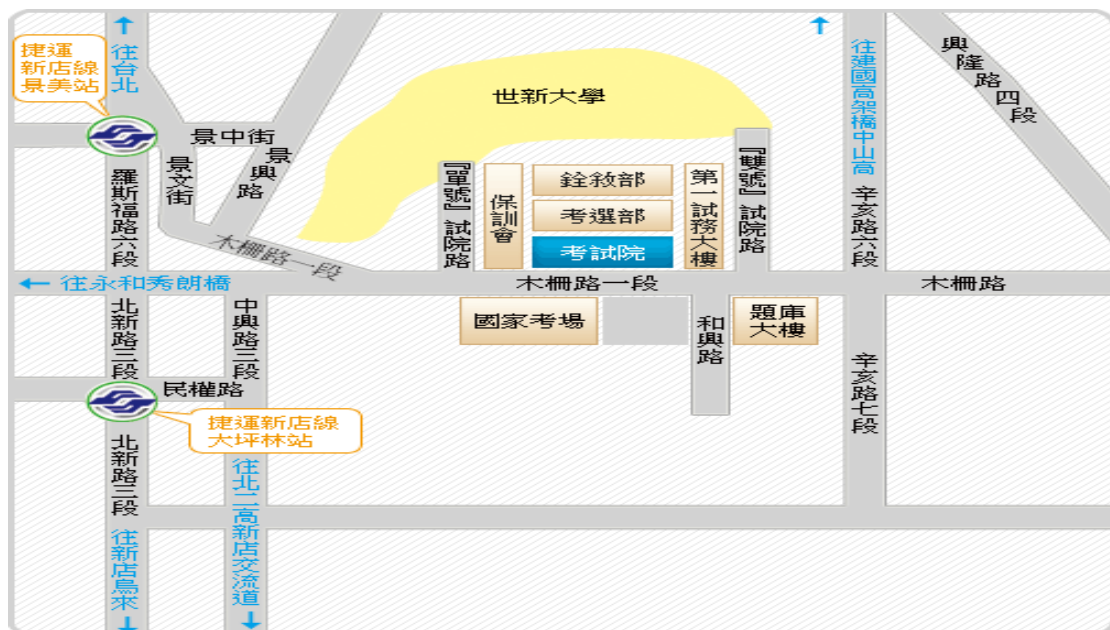 捷運
新店線
景美站
往台北
世新大學
往建國高架橋中山高
興隆路四段
景中街
景興路
景文街
羅斯福路六段
『單號』試院路
保訓會
銓敘部
考選部
考試院
第一試務大樓
『雙號』試院路
辛亥路六段
木柵路一段
往永和秀朗橋
木柵路一段
木柵路
北新路三段
中興路三段
國家考場
和興路
題庫
大樓
辛亥路七段
民權路
捷運新店線
大坪林站
北新路三段
往北二高新店交流道
往新店烏來